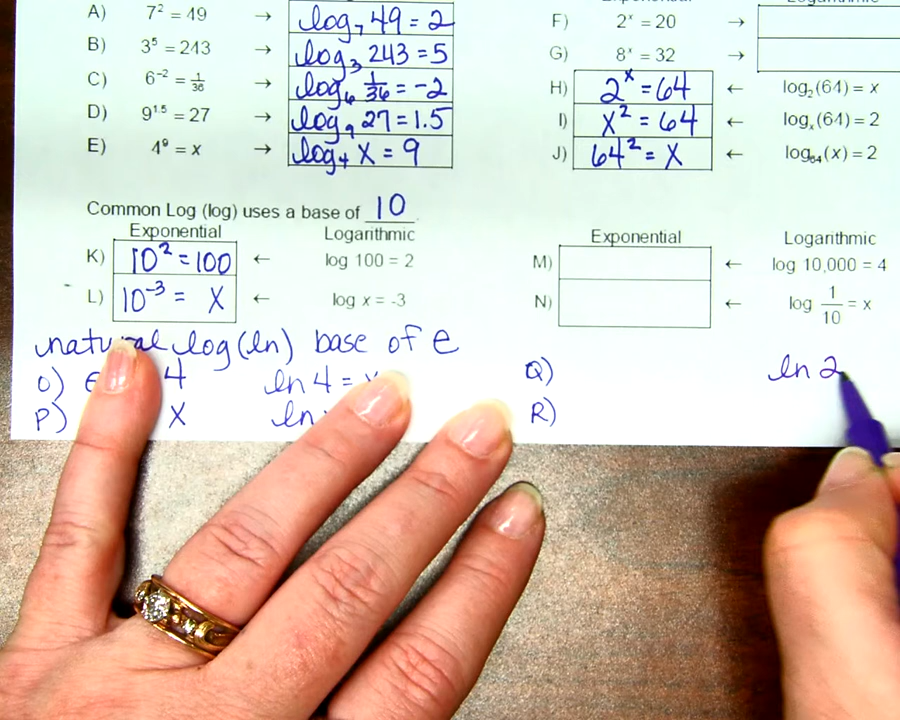 Exponential Logarithmic
A) 7² = 49 → log₇ 49 = 2 F) 2ˣ = 20 →
B) 3⁵ = 243 → log₃ 243 = 5 G) 8ˣ = 32 →
C) 6⁻² = 1/36 → log₆ 1/36 = -2 H) 2ˣ = 64 ← log₂(64) = x
D) 9¹·⁵ = 27 → log₉ 27 = 1.5 I) x² = 64 ← logₓ(64) = 2
E) 4⁹ = x → log₄ x = 9 J) 64² = x ← log₆₄(x) = 2
Common Log (log) uses a base of 10
Exponential Logarithmic Exponential Logarithmic
K) 10² = 100 ← log 100 = 2 M) ← log 10,000 = 4
L) 10⁻³ = x ← log x = -3 N) ← log 1/10 = x
natural log (ln) base of e
O) e 4 ln 4 = x Q) ln 2
P) x ln R)